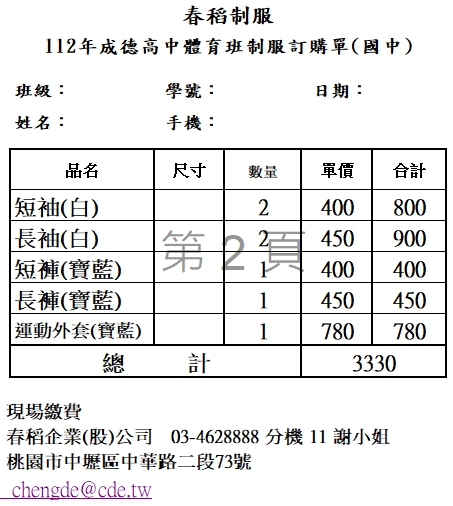 春稻制服
112年成德高中體育班制服訂購單(國中)
班級： 學號： 日期：
姓名： 手機：
品名 尺寸 數量 單價 合計
短袖(白) 2 400 800
長袖(白) 2 450 900
第 2 頁
短褲(寶藍) 1 400 400
長褲(寶藍) 1 450 450
運動外套(寶藍) 1 780 780
總 計 3330
現場繳費
春稻企業(股)公司 03-4628888 分機 11 謝小姐
桃園市中壢區中華路二段73號
chengde@cde.tw